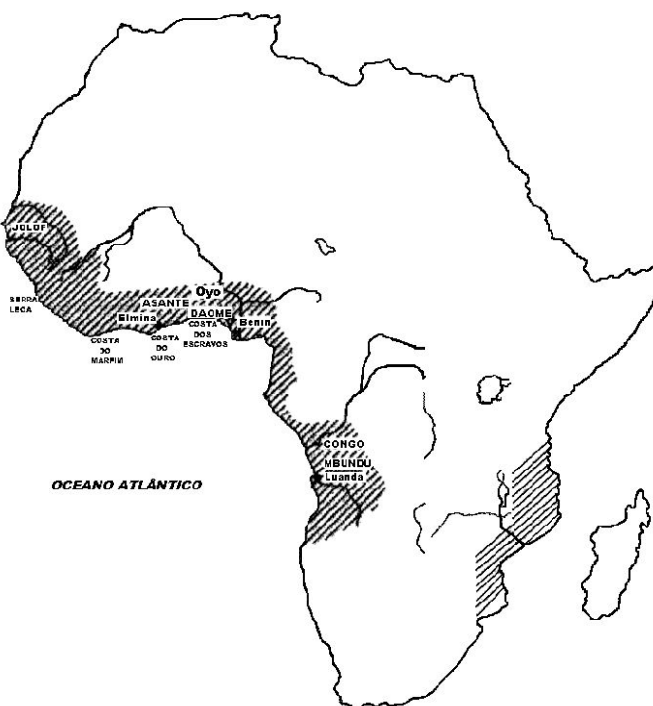 JOLOF
SERRA
LEOA
Oyo
ASANTE
DAOMÉ
Elmina
Benin
COSTA
DO
MARFIM
COSTA
DO
OURO
COSTA
DOS
ESCRAVOS
CONGO
MBUNDU
Luanda
OCEANO ATLÂNTICO